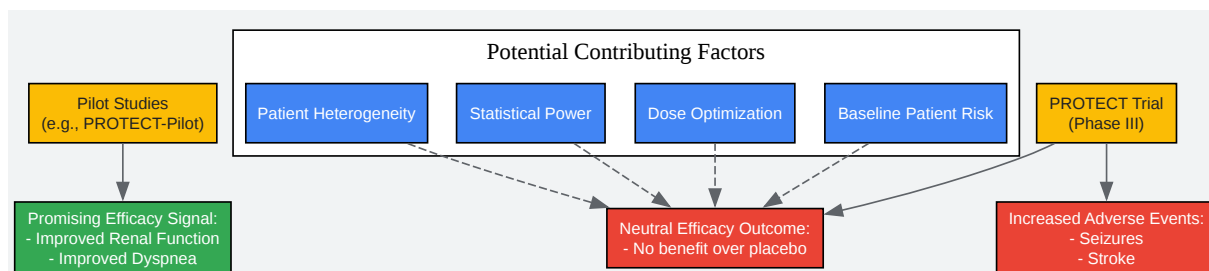 Potential Contributing Factors
Pilot Studies
(e.g., PROTECT-Pilot)
Patient Heterogeneity
Statistical Power
Dose Optimization
Baseline Patient Risk
PROTECT Trial
(Phase III)
Promising Efficacy Signal:
- Improved Renal Function
- Improved Dyspnea
Neutral Efficacy Outcome:
- No benefit over placebo
Increased Adverse Events:
- Seizures
- Stroke